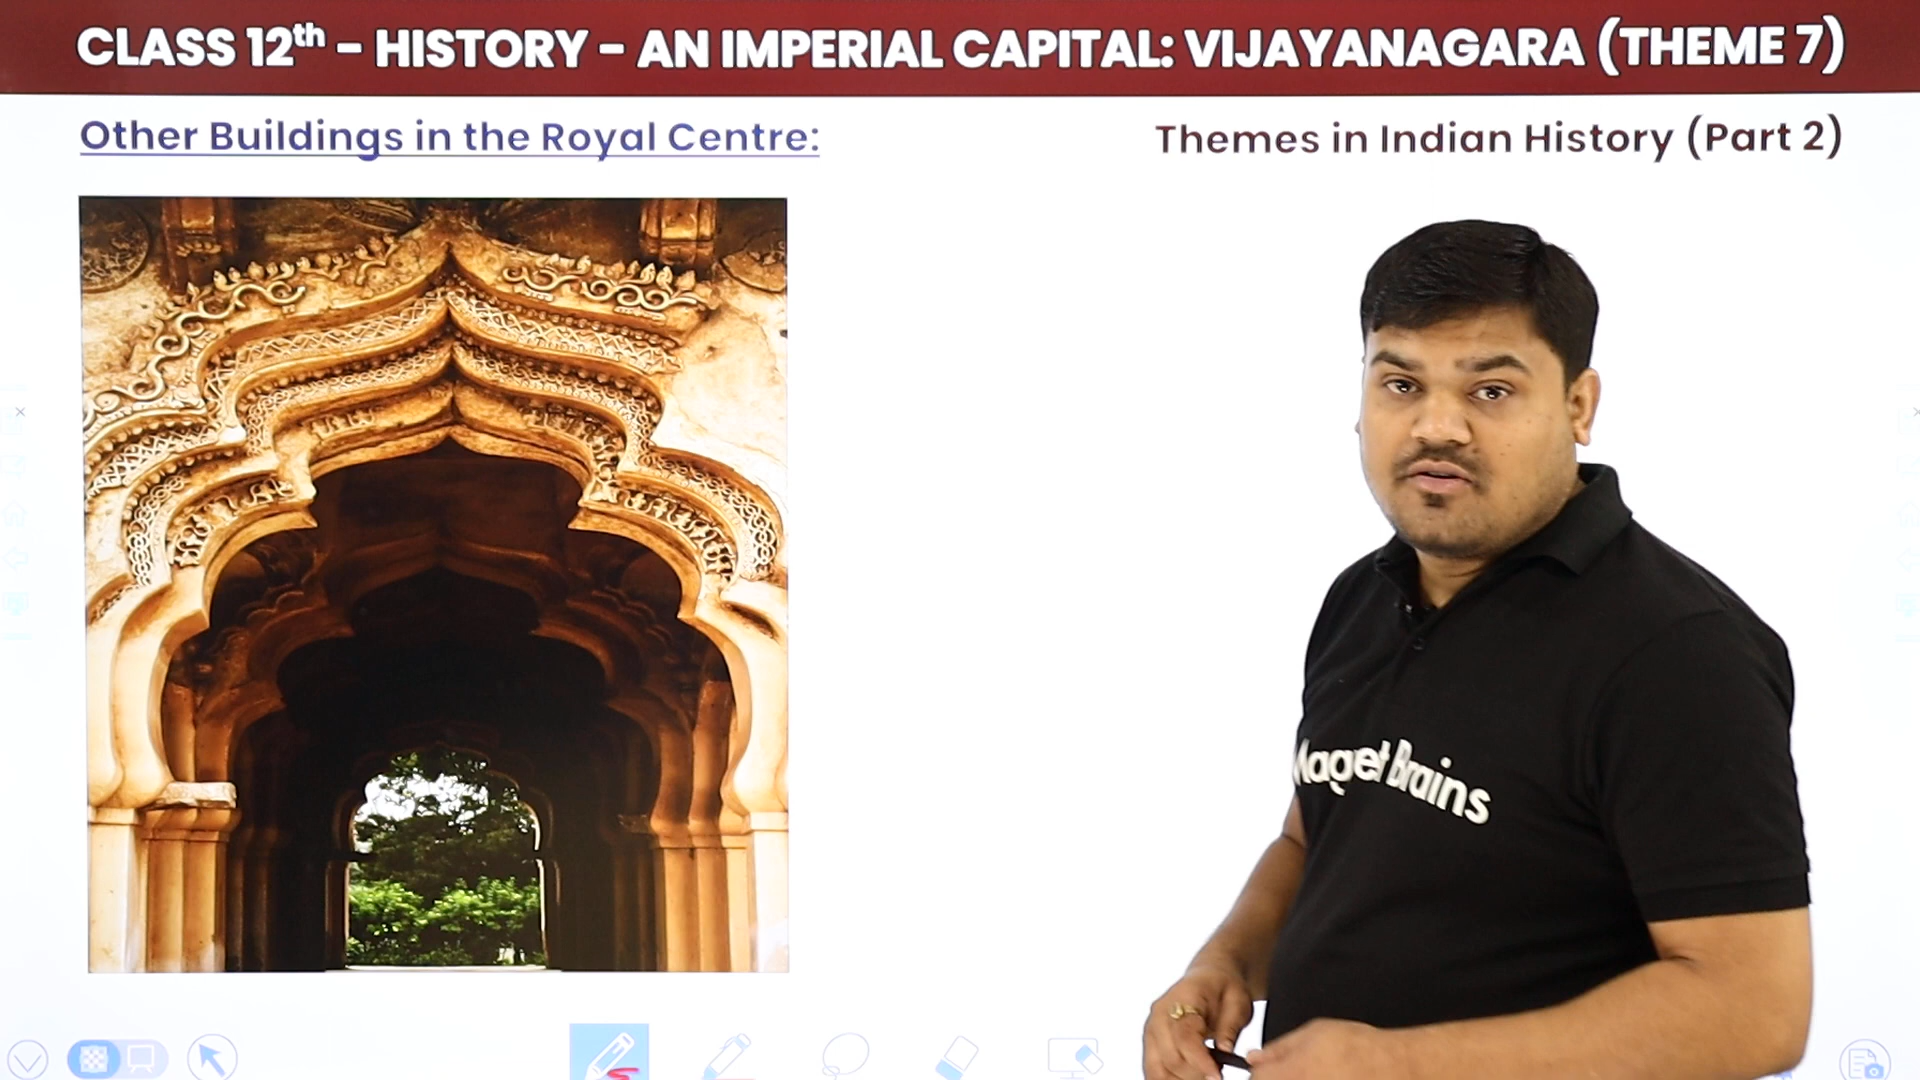 CLASS 12th - HISTORY - AN IMPERIAL CAPITAL: VIJAYANAGARA (THEME 7)
Other Buildings in the Royal Centre:
Themes in Indian History (Part 2)
Maget Brains